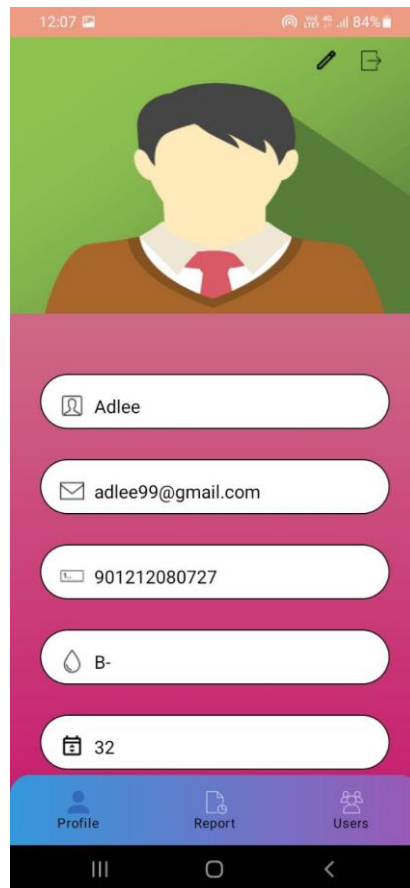 12:07 84%
Adlee
adlee99@gmail.com
901212080727
B-
32
Profile Report Users